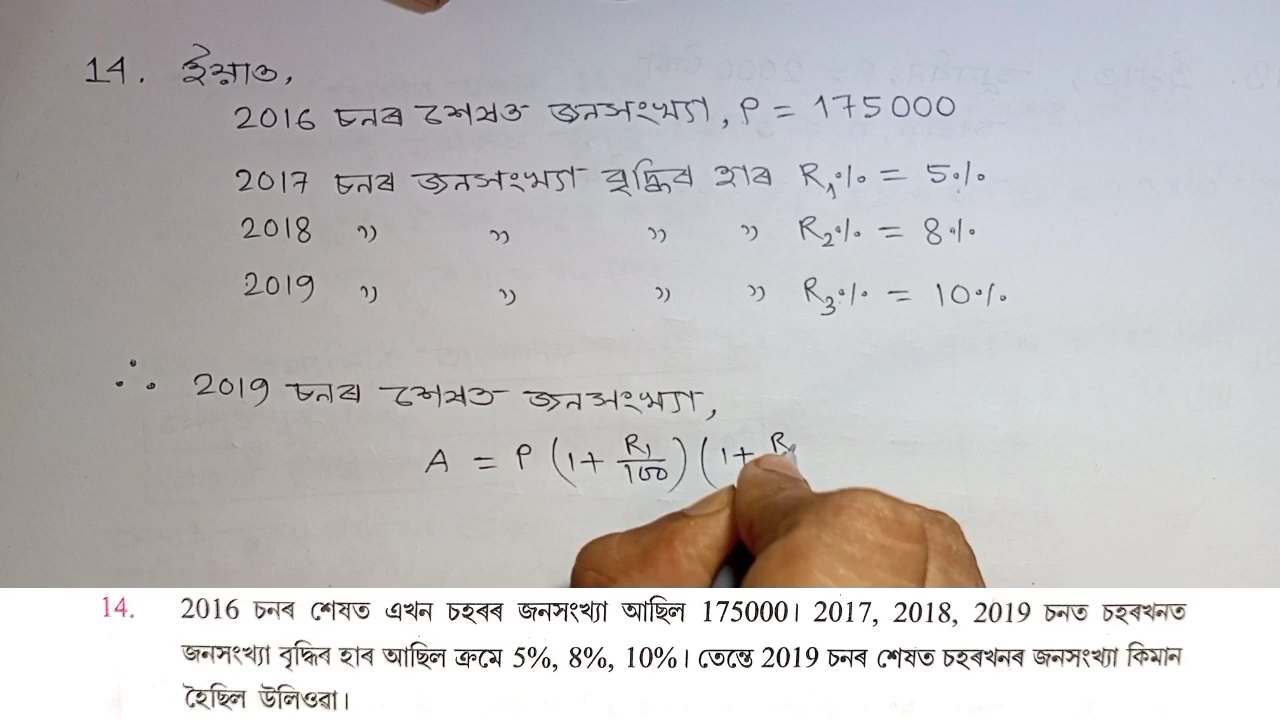 14. ইয়াত,
2016 চনৰ শেষত জনসংখ্যা, P = 175000
2017 চনৰ জনসংখ্যা বৃদ্ধিৰ হাৰ R₁% = 5%
2018 ” ” ” ” R₂% = 8%
2019 ” ” ” ” R₃% = 10%
∴ 2019 চনৰ শেষত জনসংখ্যা,
A = P (1 + R₁/100) (1 + R
14. 2016 চনৰ শেষত এখন চহৰৰ জনসংখ্যা আছিল 175000। 2017, 2018, 2019 চনত চহৰখনত
জনসংখ্যা বৃদ্ধিৰ হাৰ আছিল ক্ৰমে 5%, 8%, 10%। তেন্তে 2019 চনৰ শেষত চহৰখনৰ জনসংখ্যা কিমান
হৈছিল উলিওৱা।